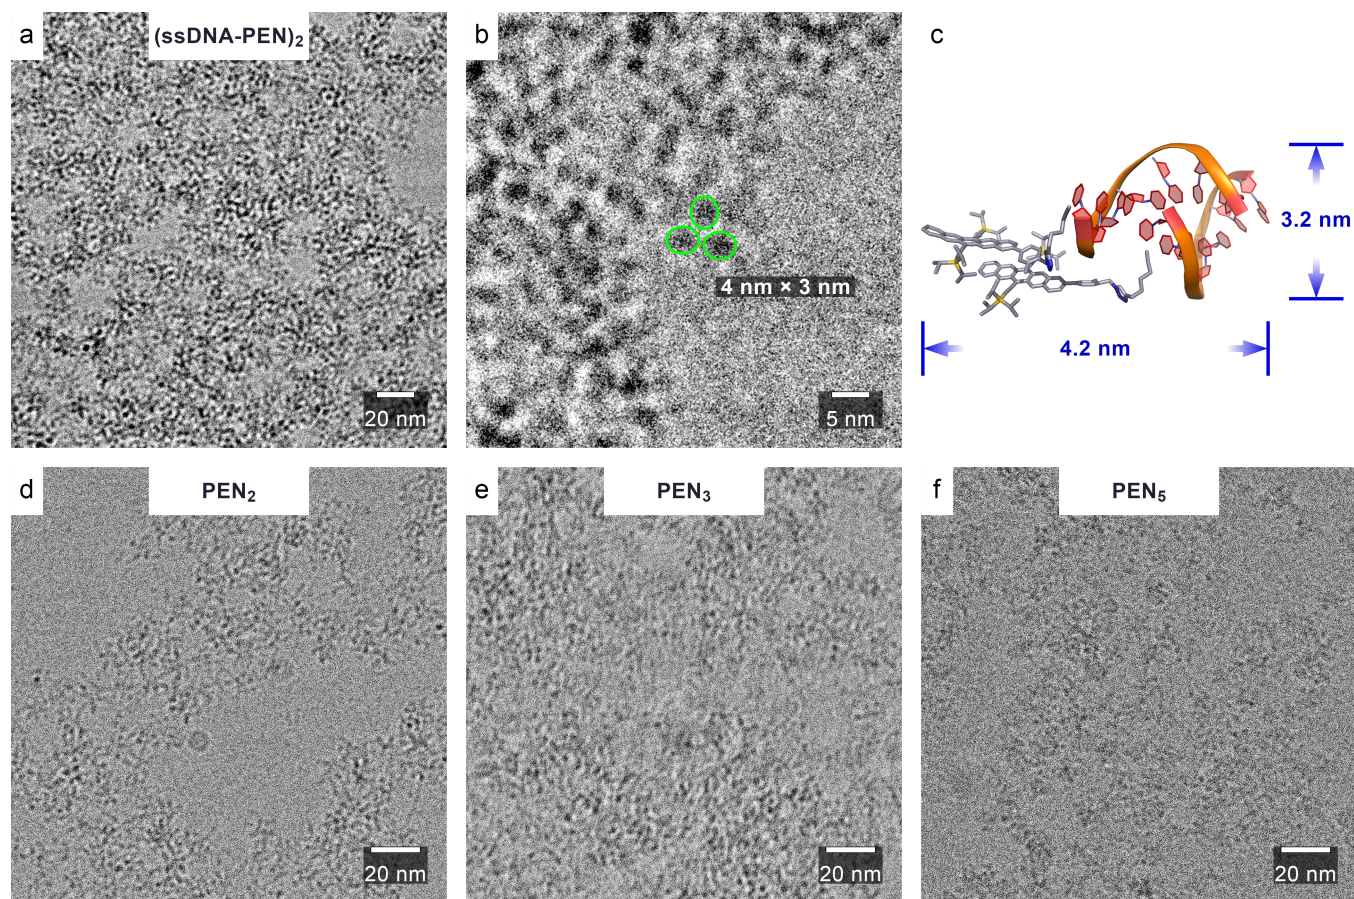 a
(ssDNA-PEN)₂
20 nm
b
4 nm × 3 nm
5 nm
c
3.2 nm
4.2 nm
d
PEN₂
20 nm
e
PEN₃
20 nm
f
PEN₅
20 nm